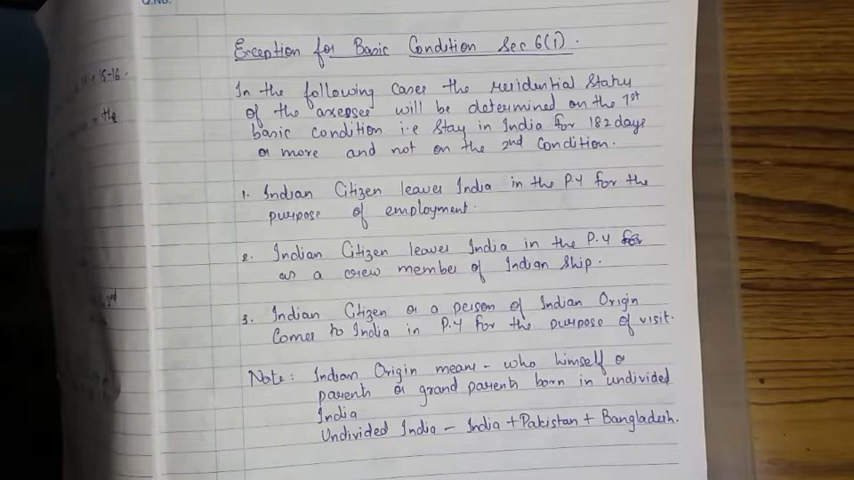 Q.No.
15-16.
the
Exception for Basic Condition Sec 6(1).
In the following cases the residential Status
of the assessee will be determined on the 1st
basic condition i.e Stay in India for 182 days
or more and not on the 2nd Condition.
1. Indian Citizen leaves India in the P.Y for the
purpose of employment.
2. Indian Citizen leaves India in the P.Y
as a crew member of Indian Ship.
3. Indian Citizen or a person of Indian Origin
Comes to India in P.Y for the purpose of visit.
Note: Indian Origin means - who himself or
parents or grand parents born in undivided
India
Undivided India - India + Pakistan + Bangladesh.